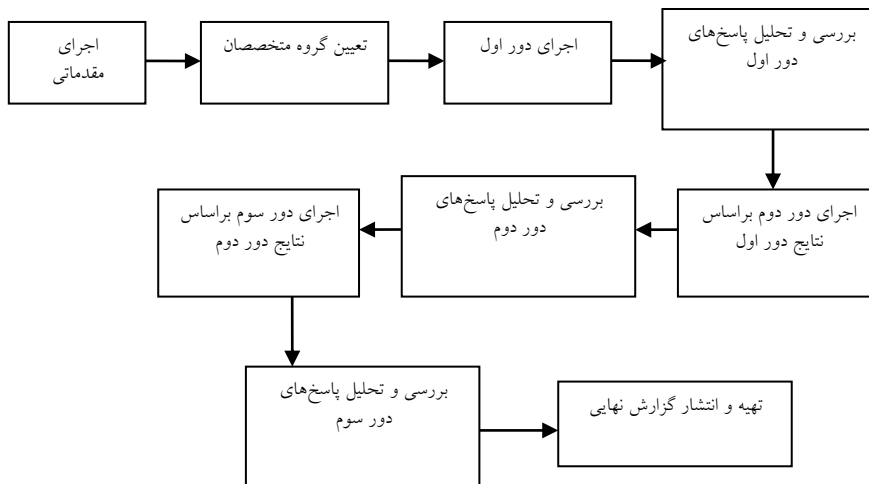 اجرای
مقدماتی
تعیین گروه متخصصان
اجرای دور اول
بررسی و تحلیل پاسخ‌های
دور اول
اجرای دور دوم براساس
نتایج دور اول
بررسی و تحلیل پاسخ‌های
دور دوم
اجرای دور سوم براساس
نتایج دور دوم
بررسی و تحلیل پاسخ‌های
دور سوم
تهیه و انتشار گزارش نهایی